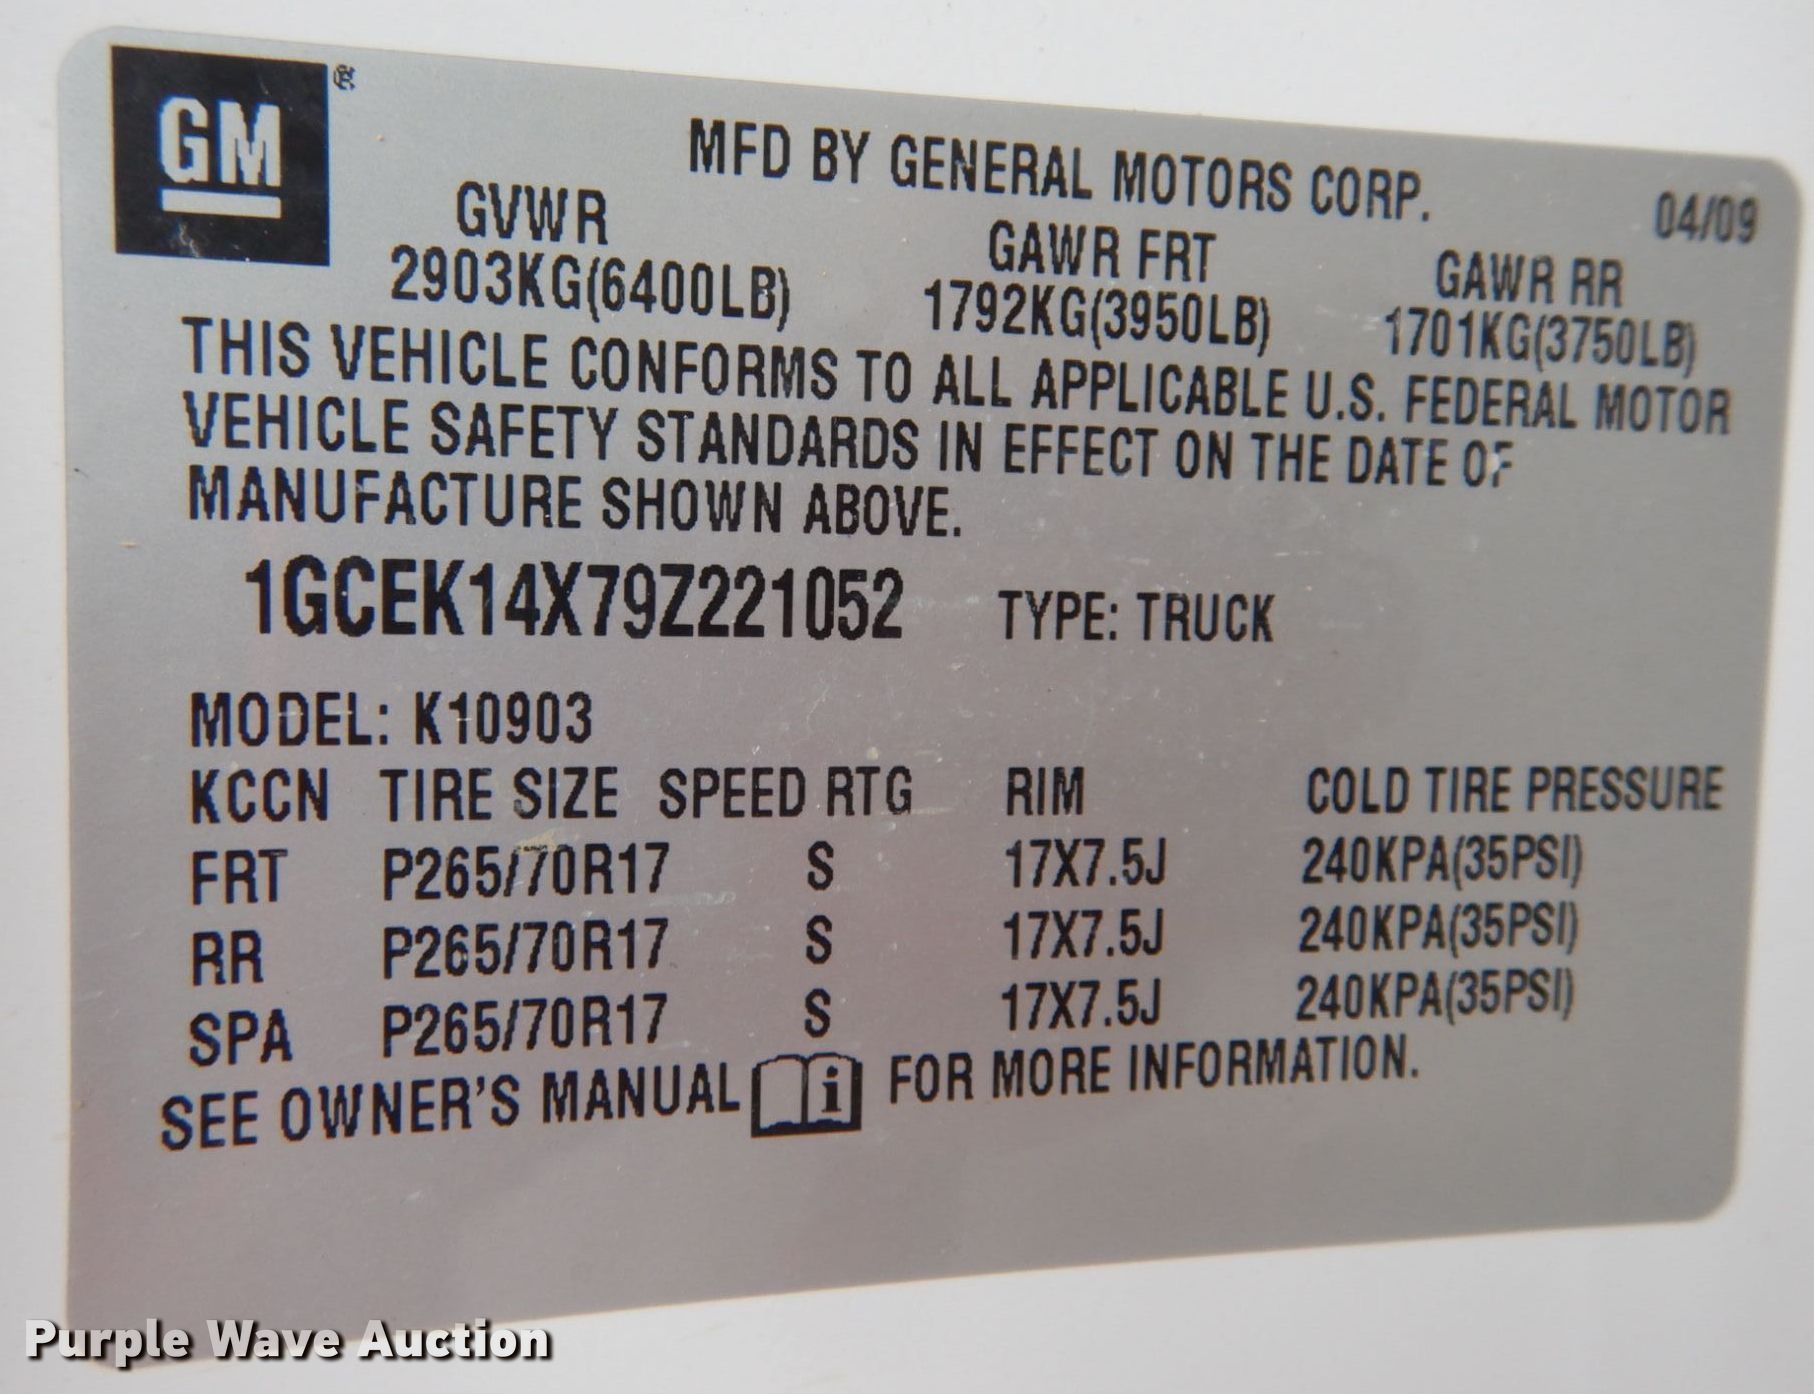 GM ®
MFD BY GENERAL MOTORS CORP. 04/09
GVWR GAWR FRT GAWR RR
2903KG(6400LB) 1792KG(3950LB) 1701KG(3750LB)
THIS VEHICLE CONFORMS TO ALL APPLICABLE U.S. FEDERAL MOTOR
VEHICLE SAFETY STANDARDS IN EFFECT ON THE DATE OF
MANUFACTURE SHOWN ABOVE.
1GCEK14X79Z221052 TYPE: TRUCK
MODEL: K10903
KCCN TIRE SIZE SPEED RTG RIM COLD TIRE PRESSURE
FRT P265/70R17 S 17X7.5J 240KPA(35PSI)
RR P265/70R17 S 17X7.5J 240KPA(35PSI)
SPA P265/70R17 S 17X7.5J 240KPA(35PSI)
SEE OWNER'S MANUAL i FOR MORE INFORMATION.
Purple Wave Auction